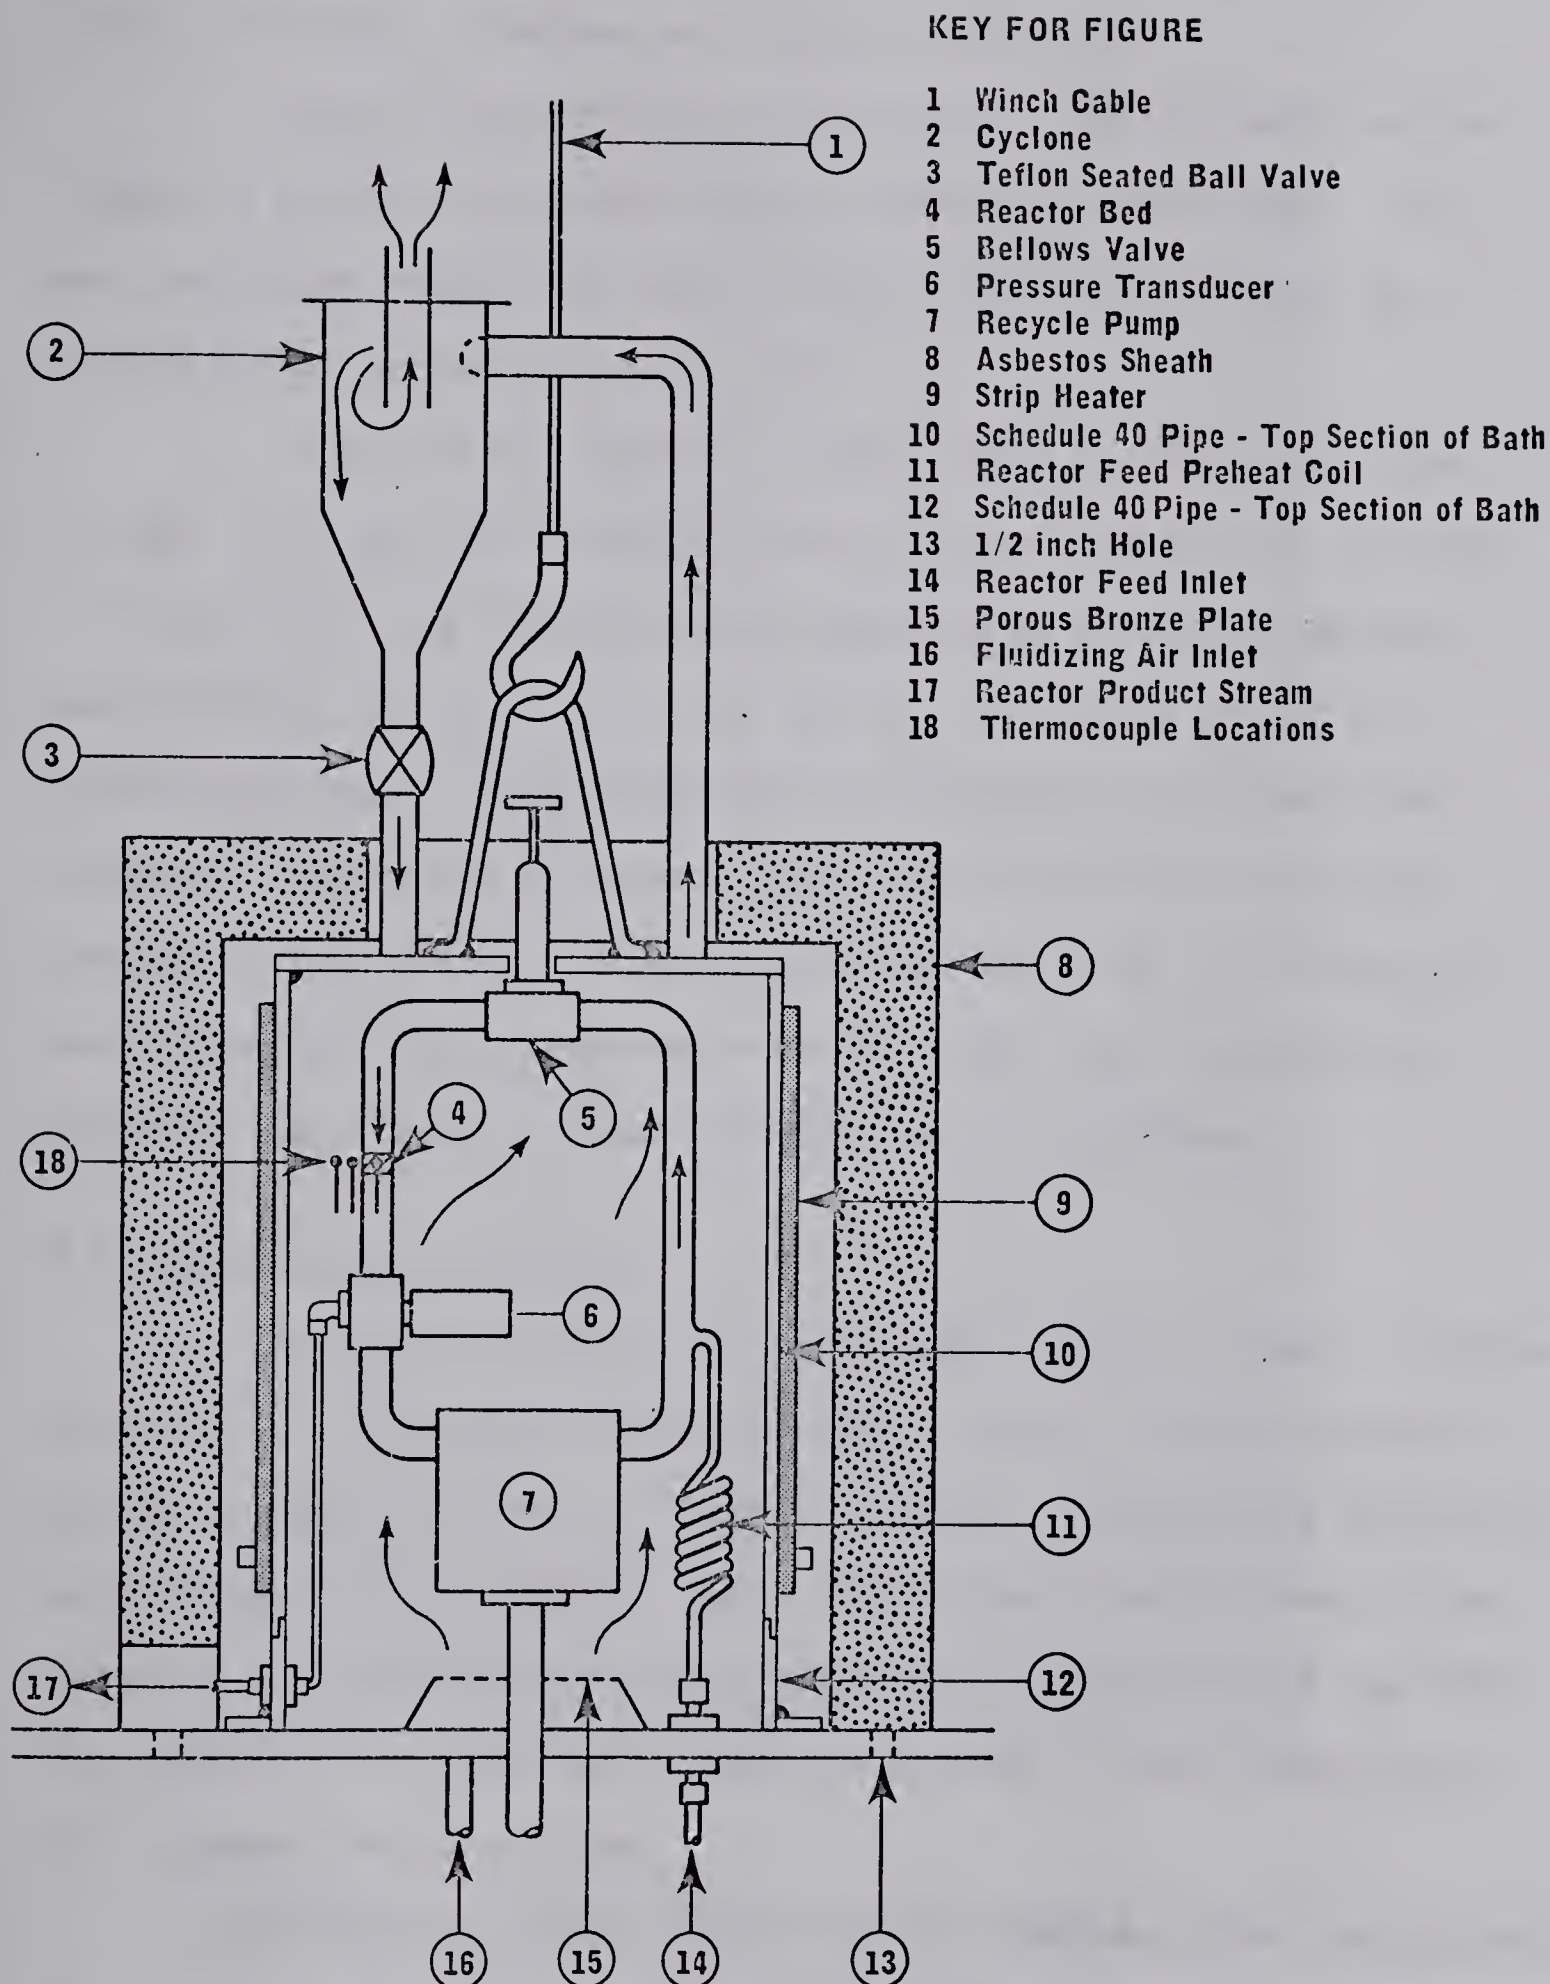 KEY FOR FIGURE
1 Winch Cable
2 Cyclone
3 Teflon Seated Ball Valve
4 Reactor Bed
5 Bellows Valve
6 Pressure Transducer
7 Recycle Pump
8 Asbestos Sheath
9 Strip Heater
10 Schedule 40 Pipe - Top Section of Bath
11 Reactor Feed Preheat Coil
12 Schedule 40 Pipe - Top Section of Bath
13 1/2 inch Hole
14 Reactor Feed Inlet
15 Porous Bronze Plate
16 Fluidizing Air Inlet
17 Reactor Product Stream
18 Thermocouple Locations
1
2
3
8
4
5
18
9
6
10
7
11
17
12
16
15
14
13